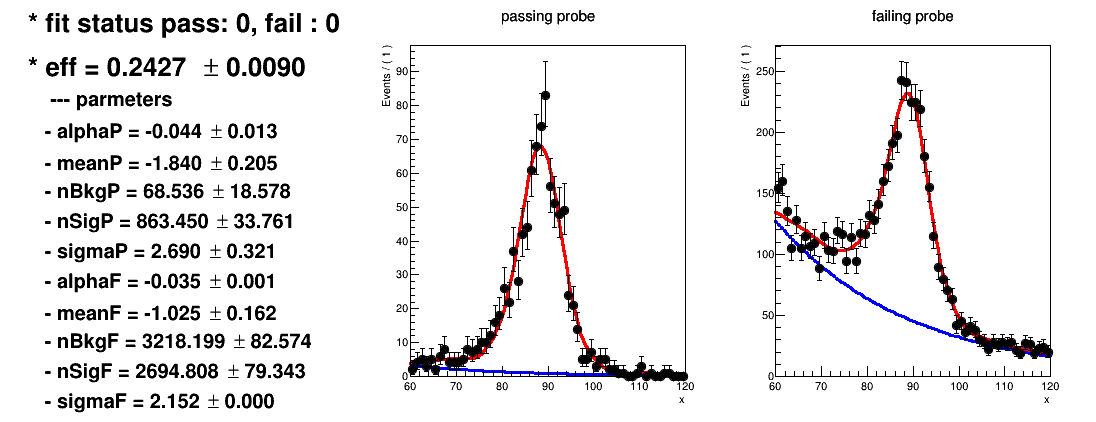 * fit status pass: 0, fail : 0
* eff = 0.2427 ± 0.0090
--- parmeters
- alphaP = -0.044 ± 0.013
- meanP = -1.840 ± 0.205
- nBkgP = 68.536 ± 18.578
- nSigP = 863.450 ± 33.761
- sigmaP = 2.690 ± 0.321
- alphaF = -0.035 ± 0.001
- meanF = -1.025 ± 0.162
- nBkgF = 3218.199 ± 82.574
- nSigF = 2694.808 ± 79.343
- sigmaF = 2.152 ± 0.000
passing probe
Events / ( 1 )
90
80
70
60
50
40
30
20
10
0
60 70 80 90 100 110 120
x
failing probe
Events / ( 1 )
250
200
150
100
50
0
60 70 80 90 100 110 120
x